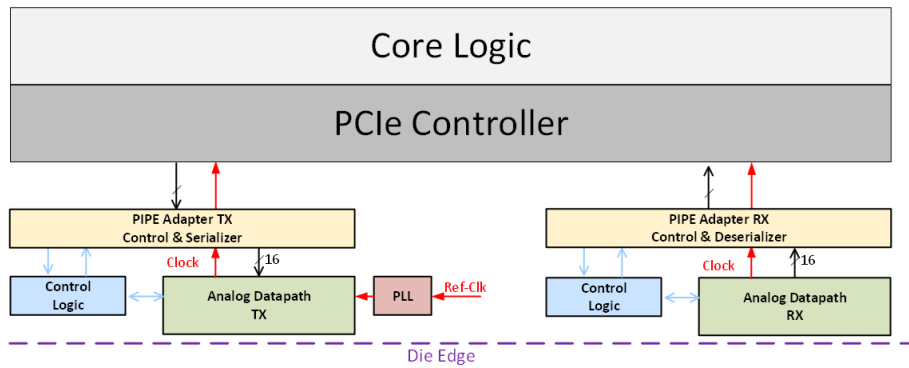 Core Logic
PCIe Controller
PIPE Adapter TX
Control & Serializer
PIPE Adapter RX
Control & Deserializer
Clock
16
Clock
16
Control
Logic
Analog Datapath
TX
PLL
Ref-Clk
Control
Logic
Analog Datapath
RX
Die Edge